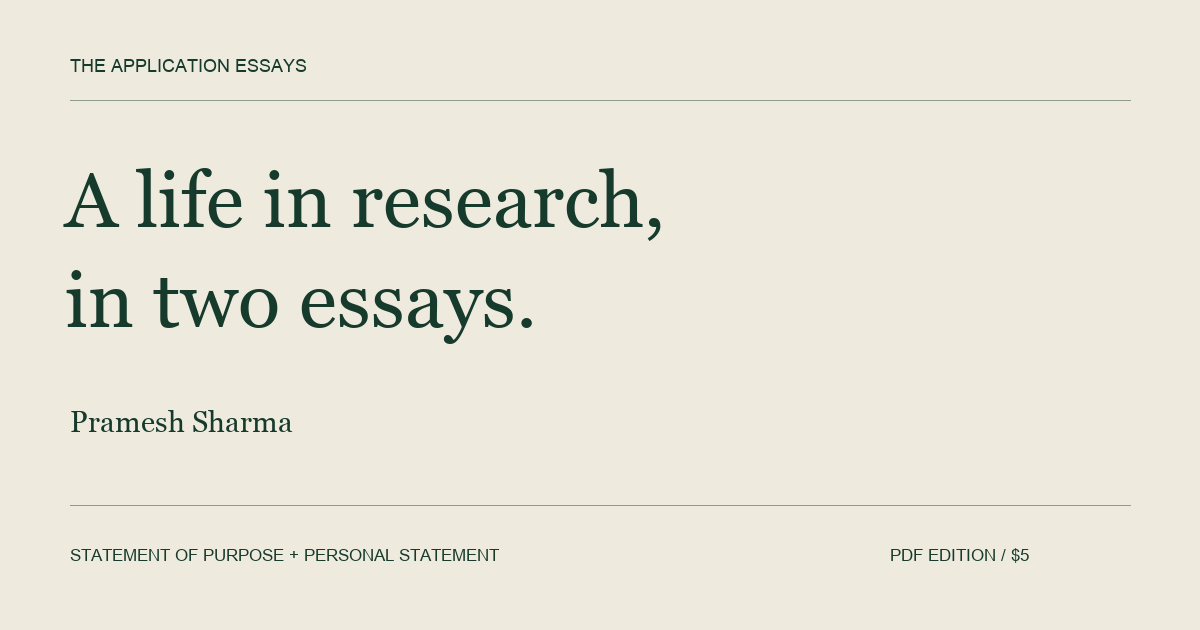 THE APPLICATION ESSAYS
A life in research,
in two essays.
Pramesh Sharma
STATEMENT OF PURPOSE + PERSONAL STATEMENT
PDF EDITION / $5